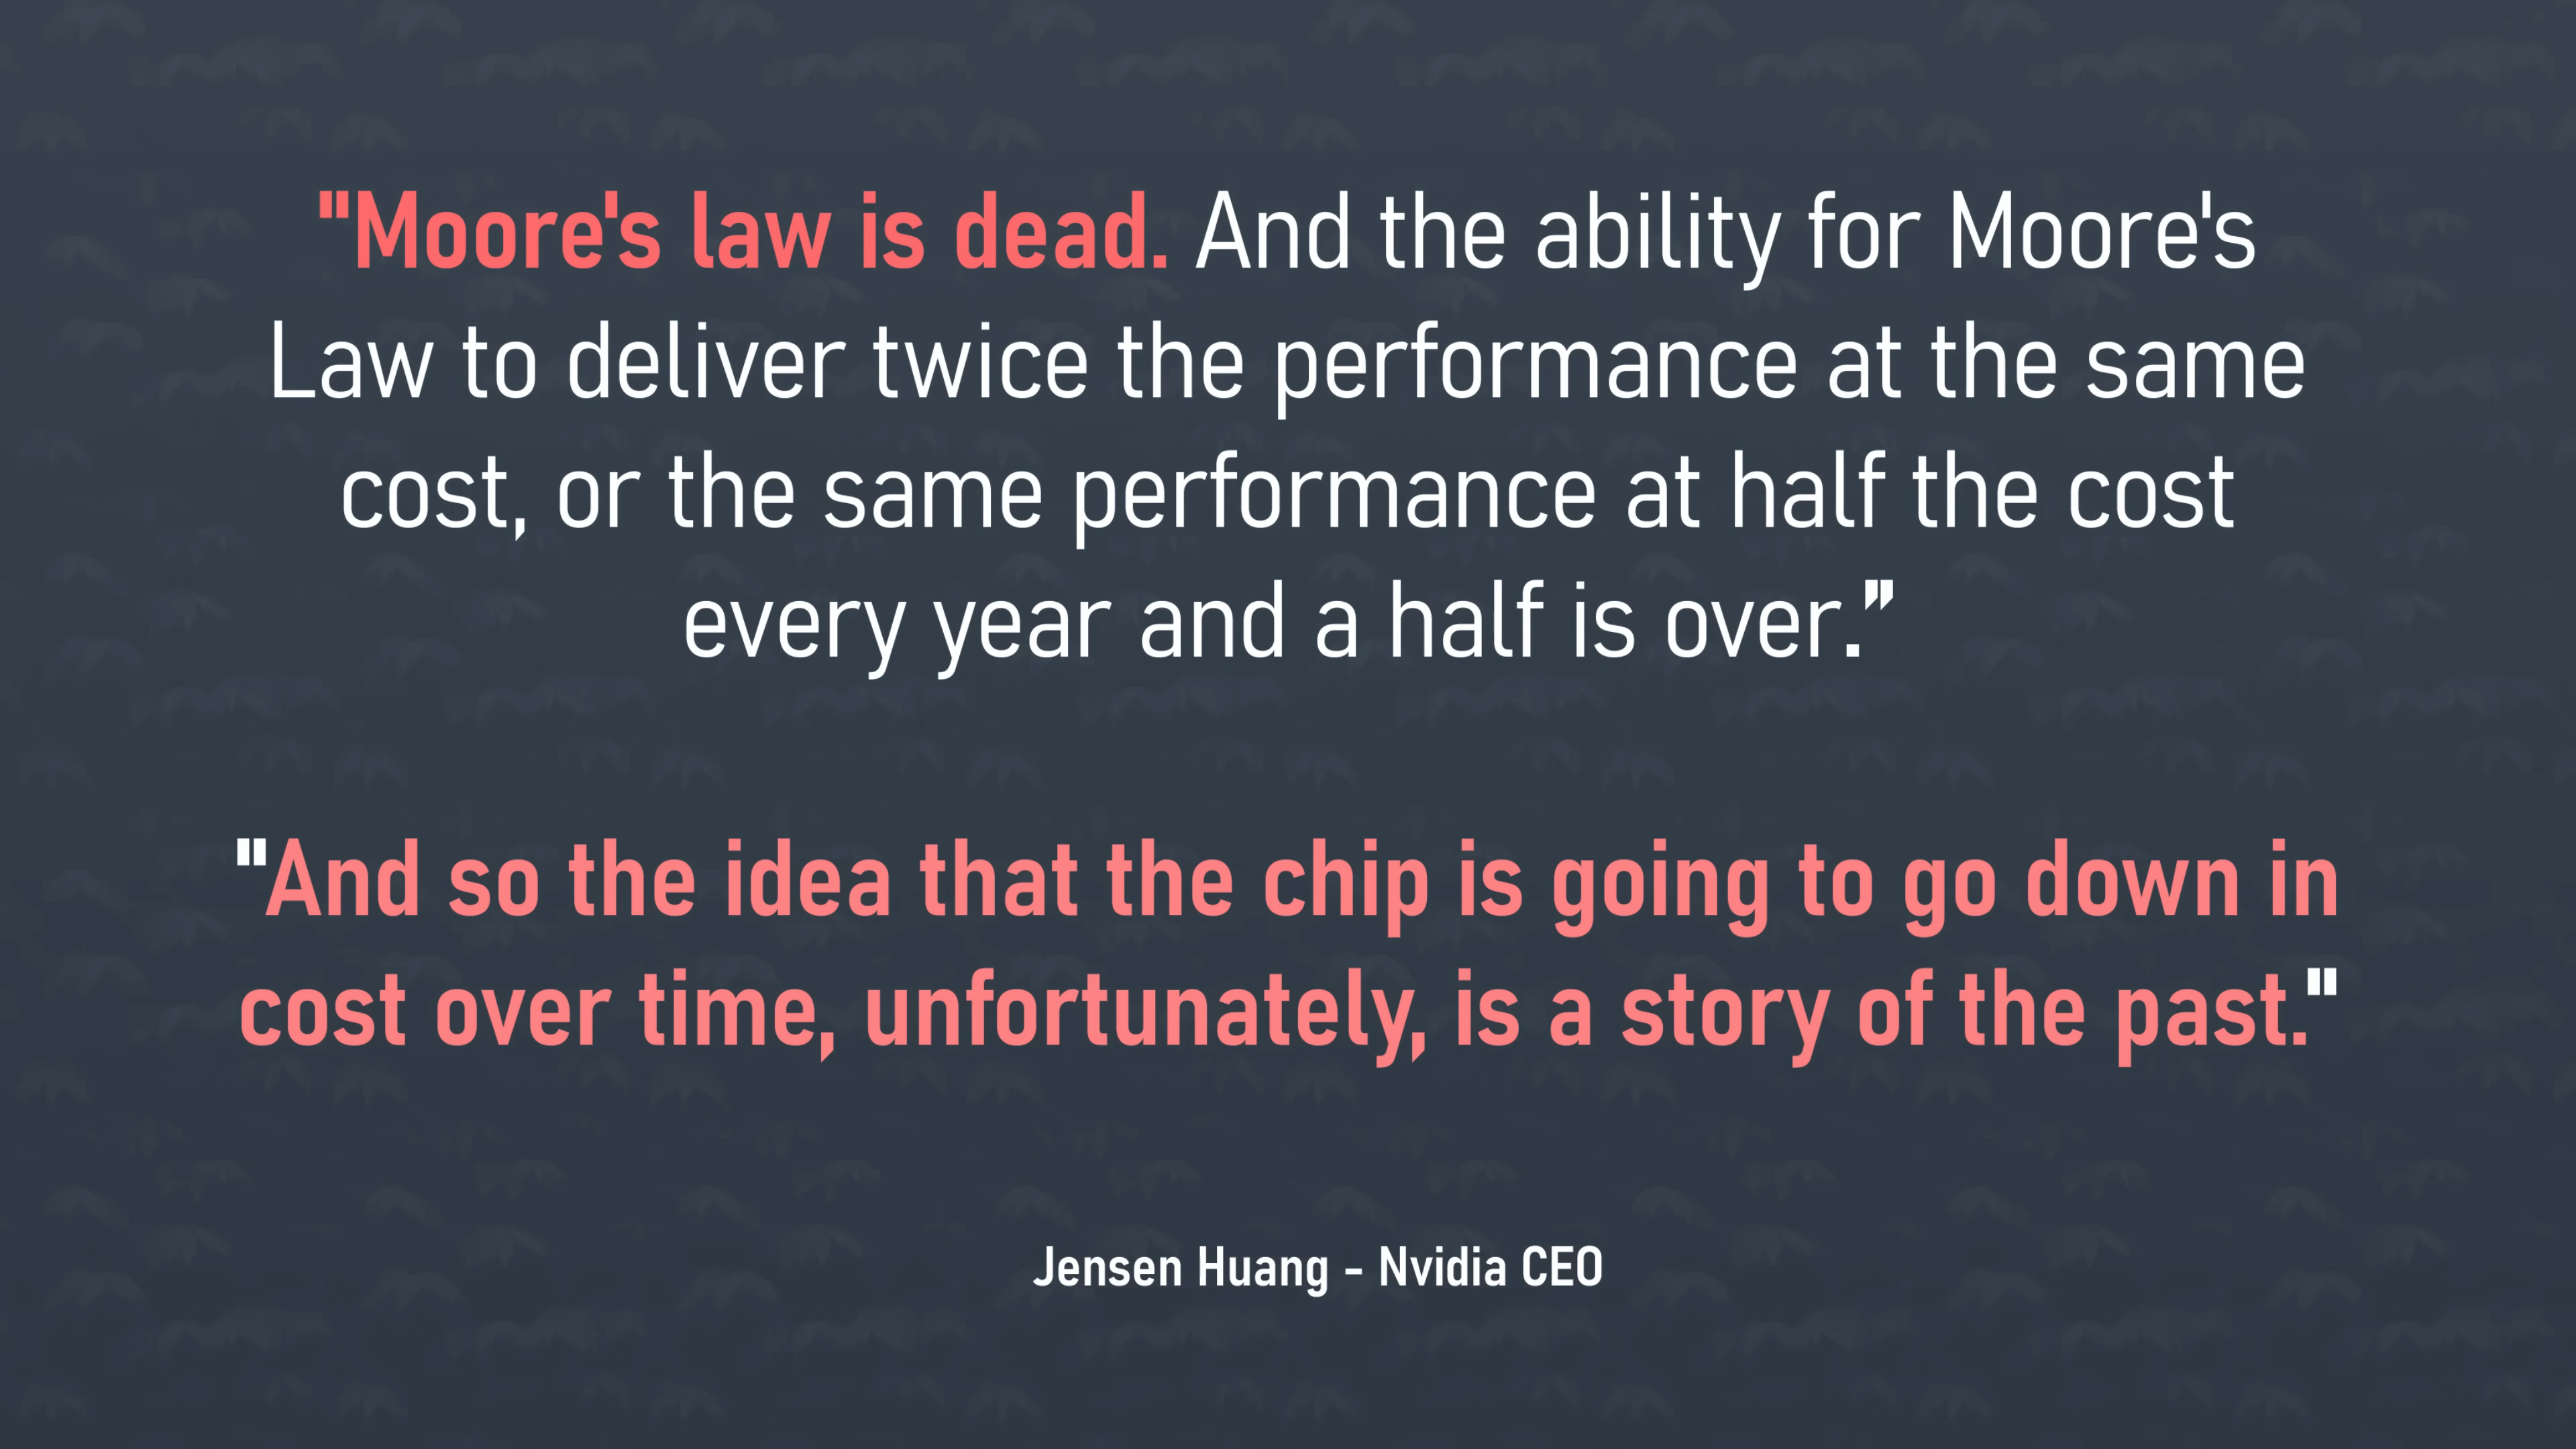 "Moore's law is dead. And the ability for Moore's
Law to deliver twice the performance at the same
cost, or the same performance at half the cost
every year and a half is over.”
"And so the idea that the chip is going to go down in
cost over time, unfortunately, is a story of the past."
Jensen Huang - Nvidia CEO